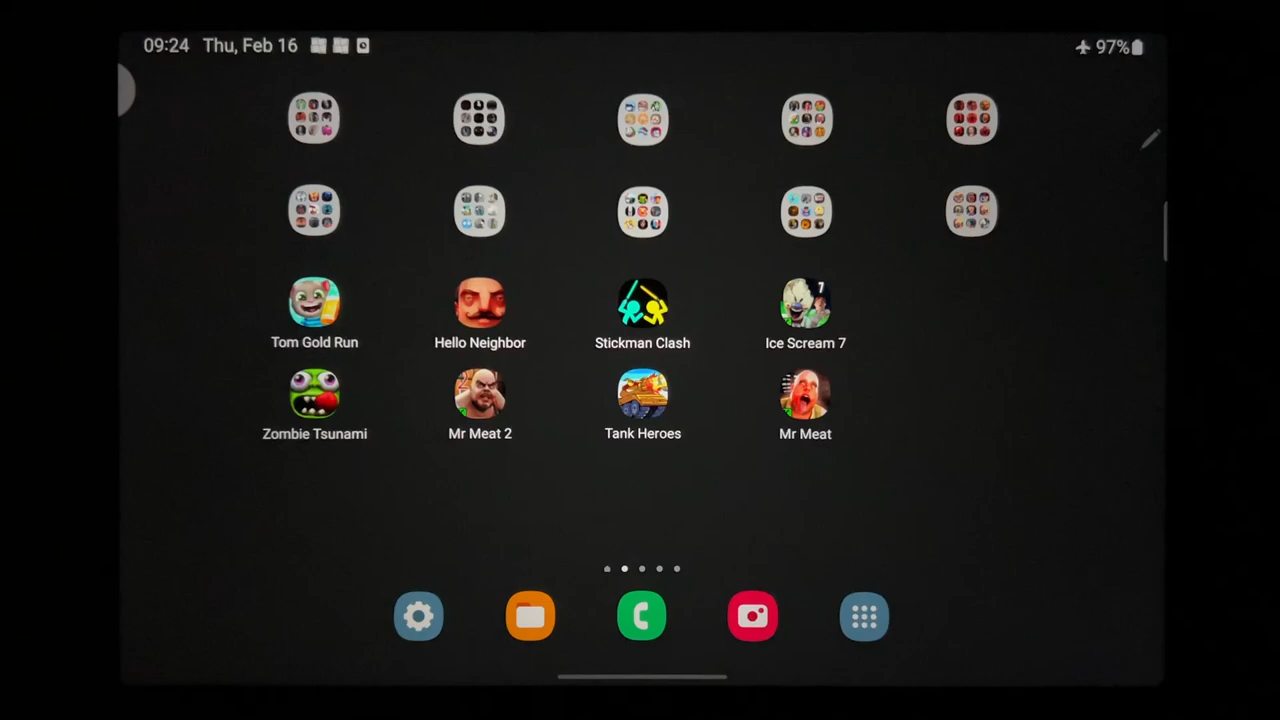 09:24 Thu, Feb 16
97%
Tom Gold Run
Hello Neighbor
Stickman Clash
Ice Scream 7
7
Zombie Tsunami
Mr Meat 2
Tank Heroes
Mr Meat